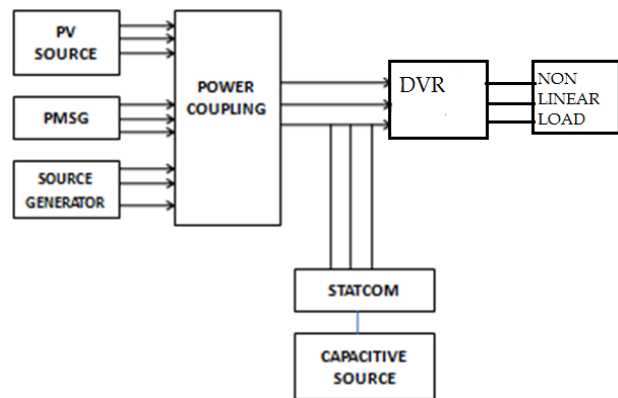 PV
SOURCE
PMSG
SOURCE
GENERATOR
POWER
COUPLING
DVR
NON
LINEAR
LOAD
STATCOM
CAPACITIVE
SOURCE